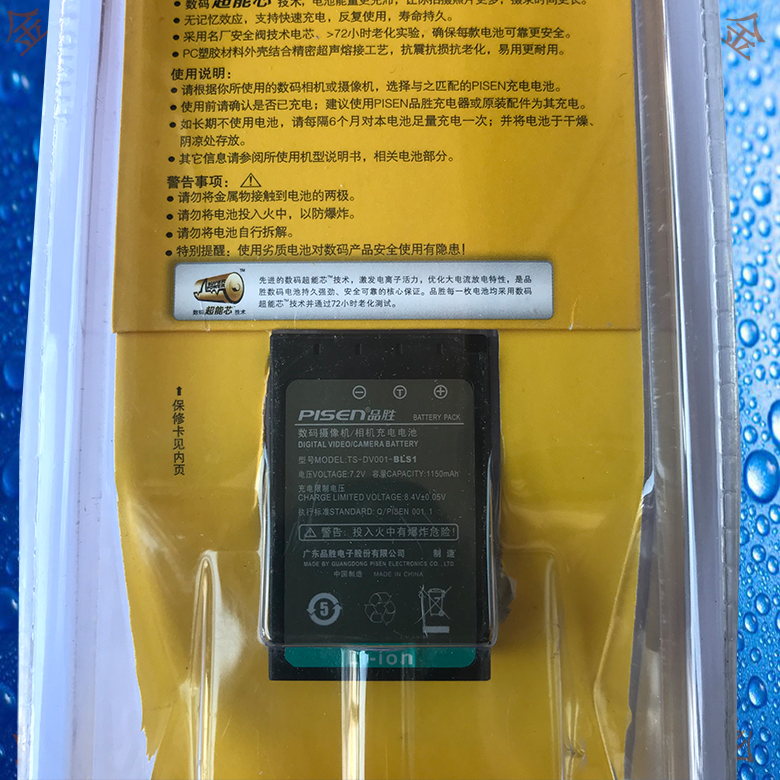 数码超能芯™技术，电池能量更充沛，让你拍摄照片更多，摄录时间更长。
●无记忆效应，支持快速充电，反复使用，寿命持久。
●采用名厂安全阀技术电芯、>72小时老化实验，确保每款电池可靠更安全。
●PC塑胶材料外壳结合精密超声熔接工艺，抗震抗损抗老化，易用更耐用。
使用说明：
●请根据你所使用的数码相机或摄像机，选择与之匹配的PISEN充电电池。
●使用前请确认是否已充电；建议使用PISEN品胜充电器或原装配件为其充电。
●如长期不使用电池，请每隔6个月对本电池足量充电一次；并将电池于干燥、
阴凉处存放。
●其它信息请参阅所使用机型说明书，相关电池部分。
警告事项：
●请勿将金属物接触到电池的两极。
●请勿将电池投入火中，以防爆炸。
●请勿将电池自行拆解。
●特别提醒：使用劣质电池对数码产品安全使用有隐患！
先进的数码超能芯™技术，激发电离子活力，优化大电流放电特性，是品
胜数码电池持久强劲、安全可靠的核心保证。品胜每一枚电池均采用数码
超能芯™技术并通过72小时老化测试。
数码超能芯技术
保修卡见内页
T
PISEN®品胜 BATTERY PACK
数码摄像机/相机充电电池
DIGITAL VIDEO/CAMERA BATTERY
型号MODEL:TS-DV001-BLS1
电压VOLTAGE:7.2V 容量CAPACITY:1150mAh
充电限制电压
CHARGE LIMITED VOLTAGE:8.4V±0.05V
执行标准STANDARD: Q/PISEN 001.1
警告：投入火中有爆炸危险！
广东品胜电子股份有限公司 制造
MADE BY GUANGDONG PISEN ELECTRONICS CO.,LTD
中国制造 MADE IN CHINA
5
Li-ion
金
金
金
金